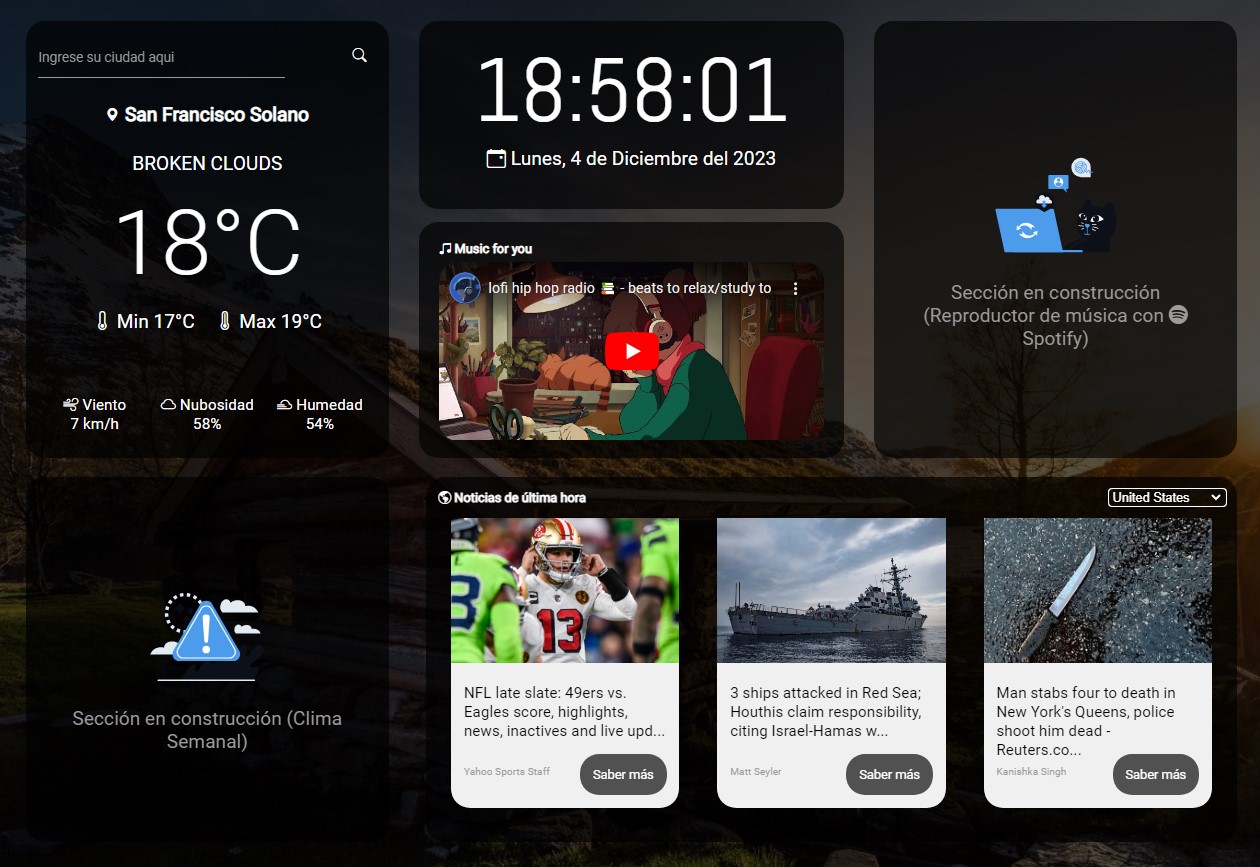 Ingrese su ciudad aqui
San Francisco Solano
BROKEN CLOUDS
18°C
Min 17°C Max 19°C
Viento
7 km/h
Nubosidad
58%
Humedad
54%
18:58:01
Lunes, 4 de Diciembre del 2023
Music for you
lofi hip hop radio 📚 - beats to relax/study to
Sección en construcción
(Reproductor de música con
Spotify)
Sección en construcción (Clima
Semanal)
Noticias de última hora
United States
13
3
NFL late slate: 49ers vs.
Eagles score, highlights,
news, inactives and live upd...
Yahoo Sports Staff
Saber más
3 ships attacked in Red Sea;
Houthis claim responsibility,
citing Israel-Hamas w...
Matt Seyler
Saber más
Man stabs four to death in
New York's Queens, police
shoot him dead -
Reuters.co...
Kanishka Singh
Saber más